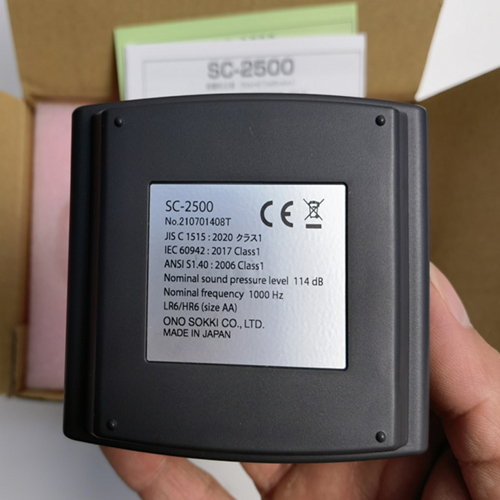 SC-2500
SC-2500
No.210701408T
JIS C 1515 : 2020 クラス1
IEC 60942 : 2017 Class1
ANSI S1.40 : 2006 Class1
Nominal sound pressure level 114 dB
Nominal frequency 1000 Hz
LR6/HR6 (size AA)
ONO SOKKI CO., LTD.
MADE IN JAPAN
CE